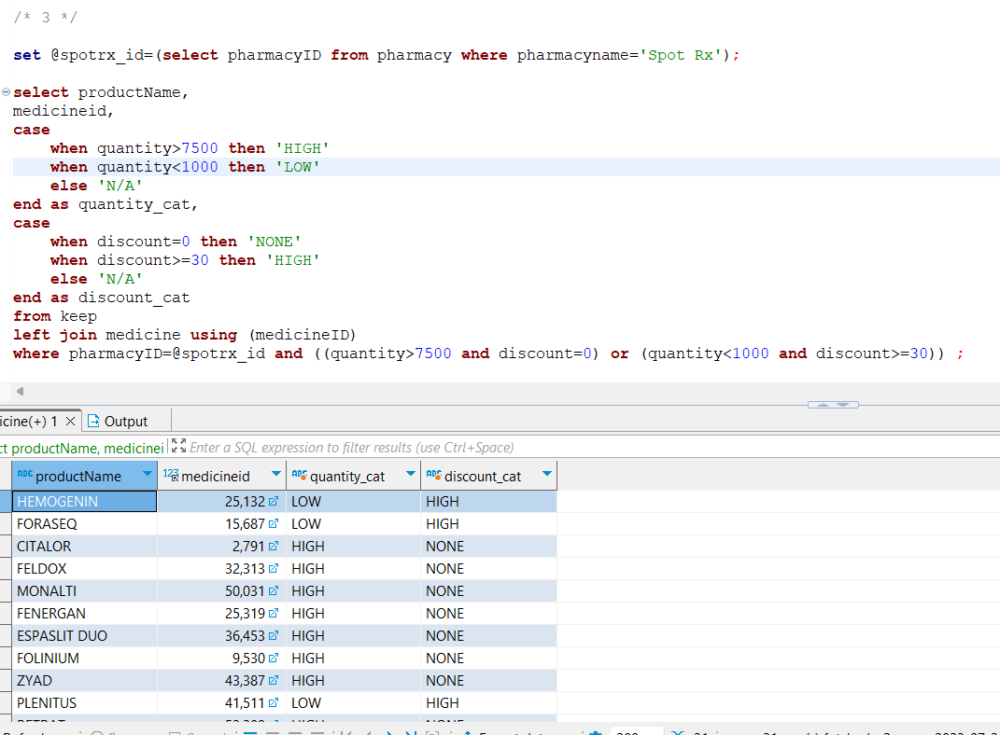 /* 3 */
set @spotrx_id=(select pharmacyID from pharmacy where pharmacyname='Spot Rx');
select productName,
medicineid,
case
when quantity>7500 then 'HIGH'
when quantity<1000 then 'LOW'
else 'N/A'
end as quantity_cat,
case
when discount=0 then 'NONE'
when discount>=30 then 'HIGH'
else 'N/A'
end as discount_cat
from keep
left join medicine using (medicineID)
where pharmacyID=@spotrx_id and ((quantity>7500 and discount=0) or (quantity<1000 and discount>=30)) ;
icine(+) 1 Output
ct productName, medicinei Enter a SQL expression to filter results (use Ctrl+Space)
ABC productName 123 medicineid ABC quantity_cat ABC discount_cat
HEMOGENIN 25,132 LOW HIGH
FORASEQ 15,687 LOW HIGH
CITALOR 2,791 HIGH NONE
FELDOX 32,313 HIGH NONE
MONALTI 50,031 HIGH NONE
FENERGAN 25,319 HIGH NONE
ESPASLIT DUO 36,453 HIGH NONE
FOLINIUM 9,530 HIGH NONE
ZYAD 43,387 HIGH NONE
PLENITUS 41,511 LOW HIGH
HIGH NONE